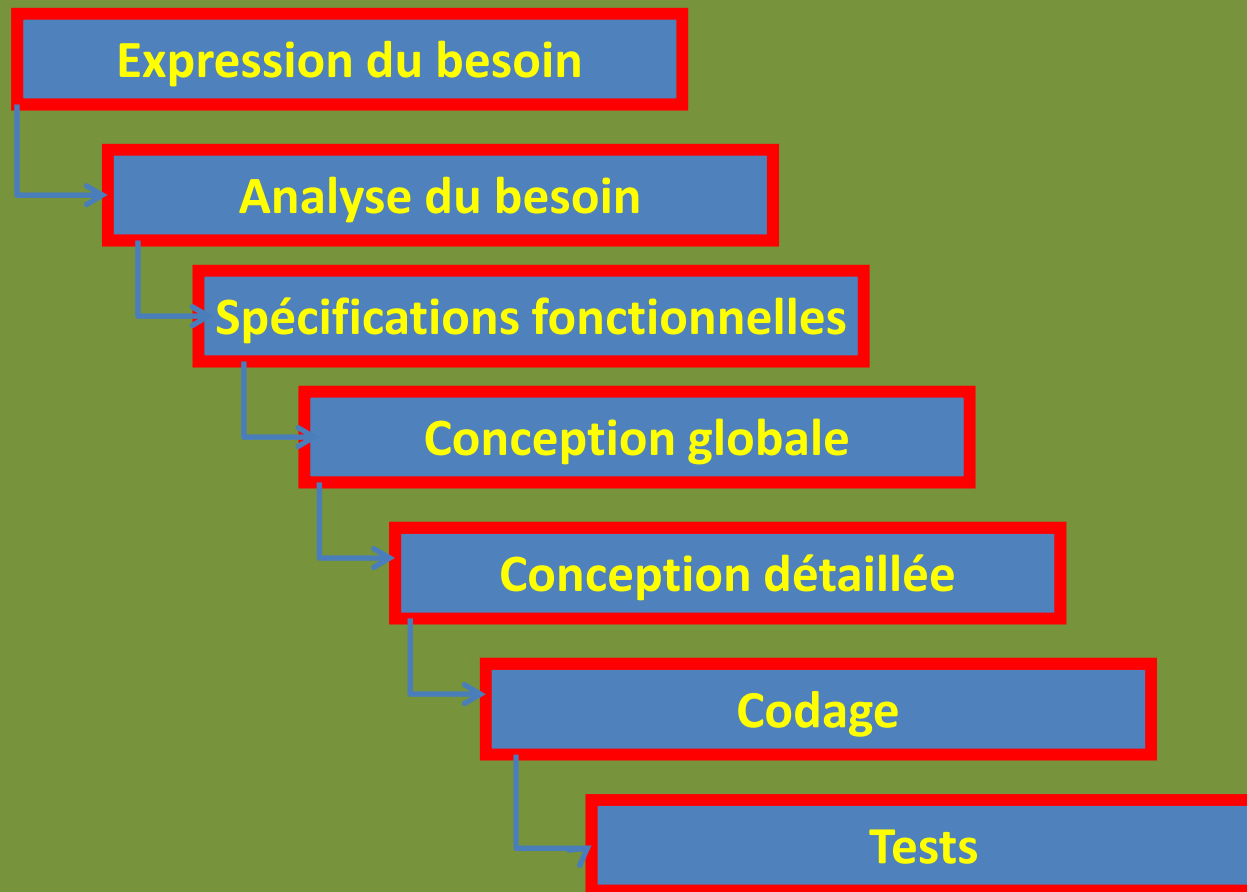 Expression du besoin
Analyse du besoin
Spécifications fonctionnelles
Conception globale
Conception détaillée
Codage
Tests